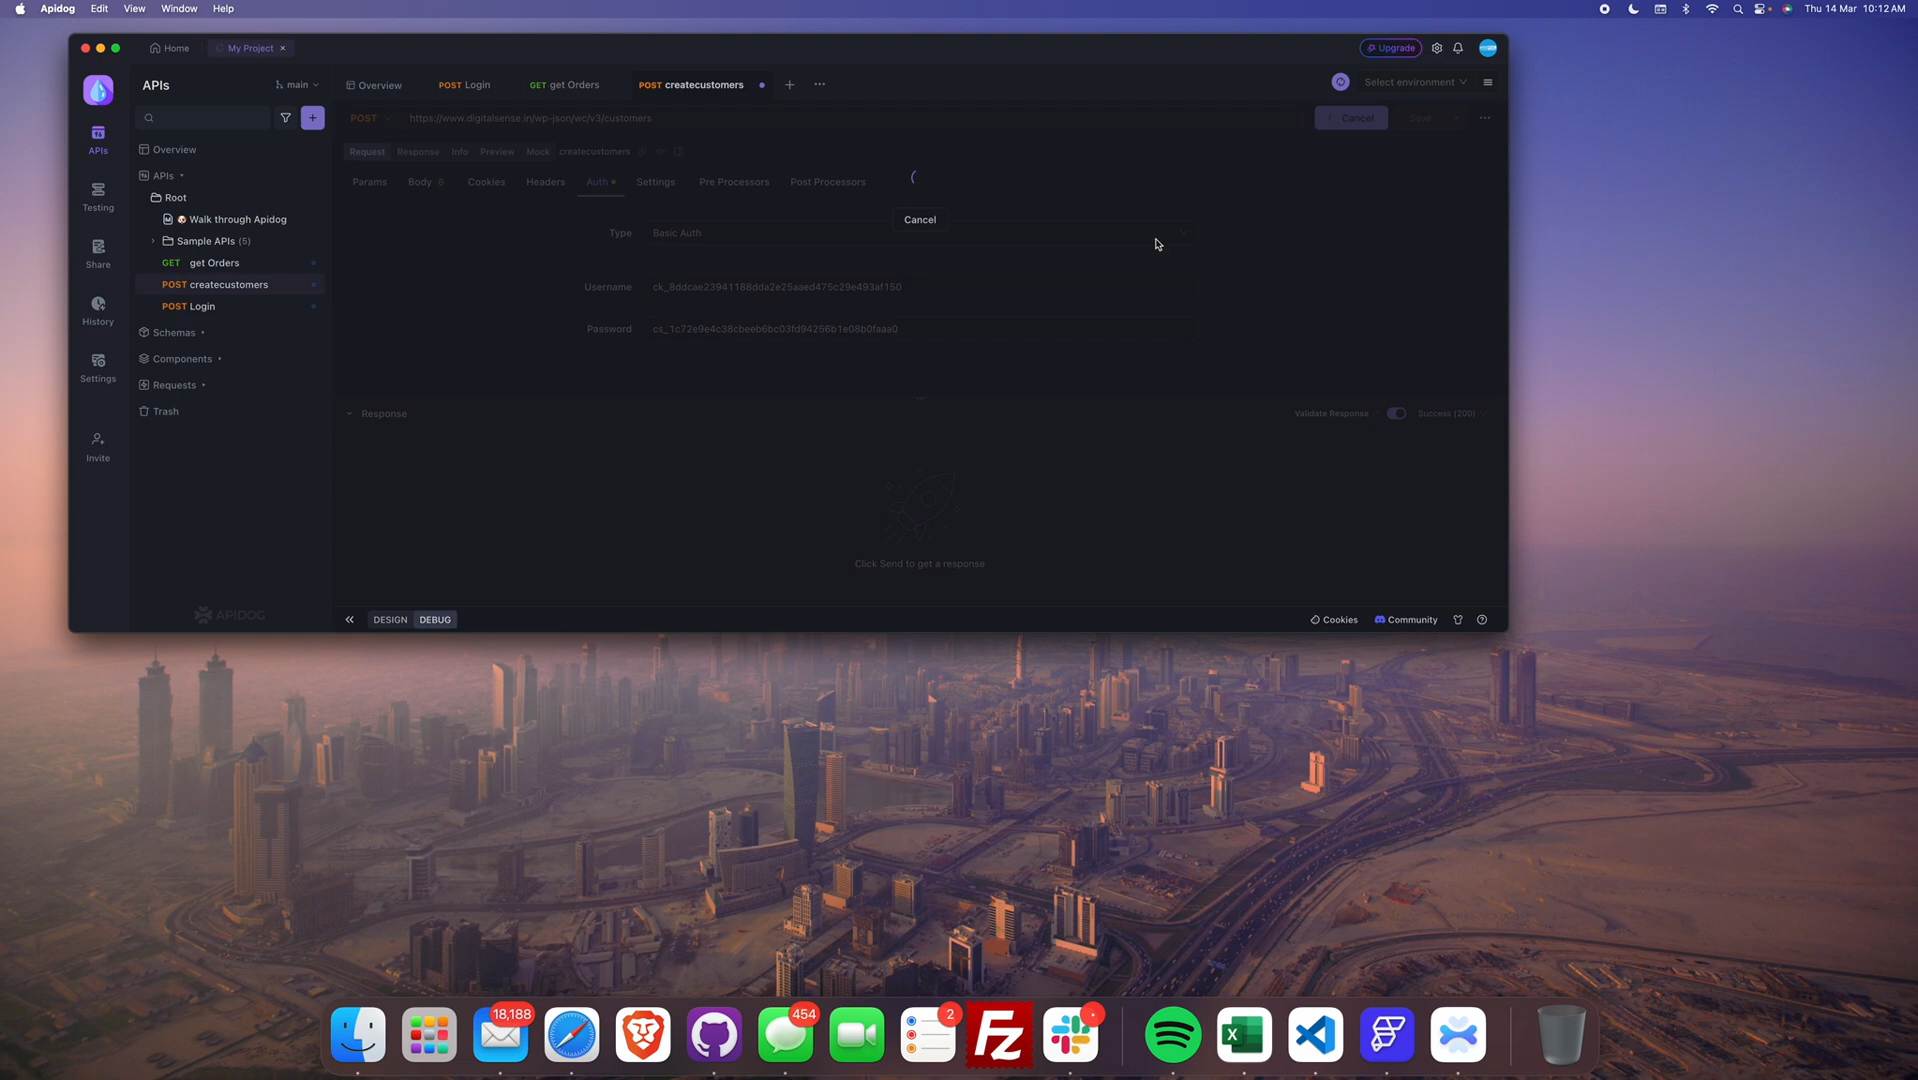 Apidog Edit View Window Help Thu 14 Mar 10:12 AM
Home My Project Upgrade
APIs main Overview POST Login GET get Orders POST createcustomers Select environment
POST https://www.digitalsense.in/wp-json/wc/v3/customers Cancel Save
APIs
Overview Request Response Info Preview Mock createcustomers
APIs
Params Body 6 Cookies Headers Auth Settings Pre Processors Post Processors
Root
Testing
Walk through Apidog Cancel
Sample APIs (5) Type Basic Auth
Share
GET get Orders
POST createcustomers Username ck_8ddcae23941188dda2e25aaed475c29e493af150
POST Login
History
Schemas Password cs_1c72e9e4c38cbeeb6bc03fd94256b1e08b0faaa0
Components
Settings
Requests
Trash Response Validate Response Success (200)
Invite
Click Send to get a response
APIDOG DESIGN DEBUG Cookies Community
18,188
454
2
Fz
X